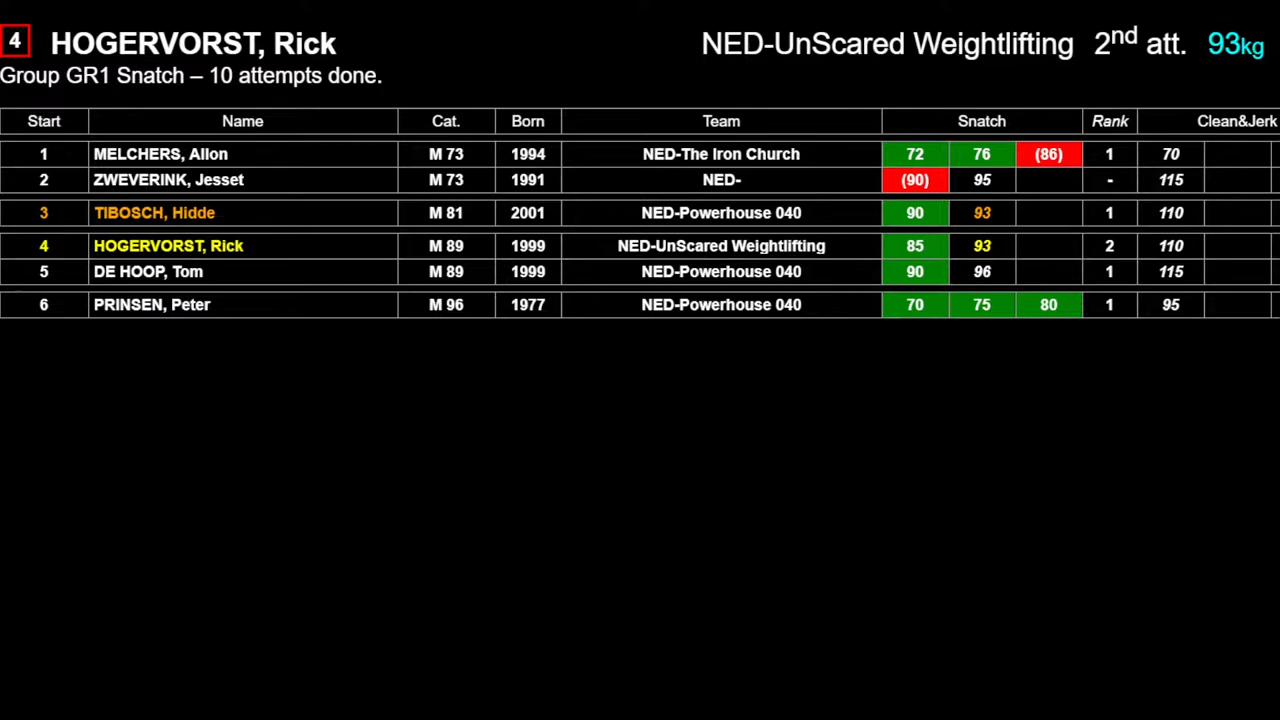 4 HOGERVORST, Rick NED-UnScared Weightlifting 2nd att. 93kg
Group GR1 Snatch – 10 attempts done.
Start Name Cat. Born Team Snatch Rank Clean&Jerk
1 MELCHERS, Allon M 73 1994 NED-The Iron Church 72 76 (86) 1 70
2 ZWEVERINK, Jesset M 73 1991 NED- (90) 95 - 115
3 TIBOSCH, Hidde M 81 2001 NED-Powerhouse 040 90 93 1 110
4 HOGERVORST, Rick M 89 1999 NED-UnScared Weightlifting 85 93 2 110
5 DE HOOP, Tom M 89 1999 NED-Powerhouse 040 90 96 1 115
6 PRINSEN, Peter M 96 1977 NED-Powerhouse 040 70 75 80 1 95